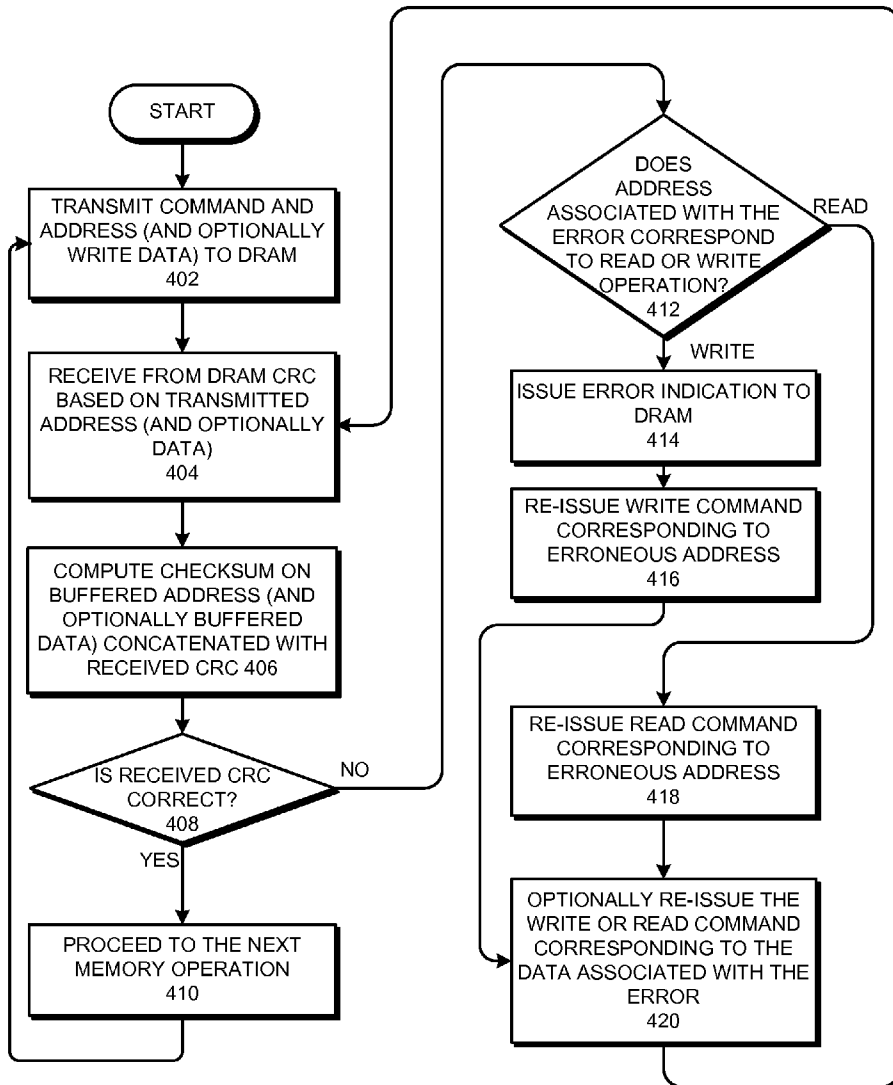 START
TRANSMIT COMMAND AND
ADDRESS (AND OPTIONALLY
WRITE DATA) TO DRAM
402
RECEIVE FROM DRAM CRC
BASED ON TRANSMITTED
ADDRESS (AND OPTIONALLY
DATA)
404
COMPUTE CHECKSUM ON
BUFFERED ADDRESS (AND
OPTIONALLY BUFFERED
DATA) CONCATENATED WITH
RECEIVED CRC 406
IS RECEIVED CRC
CORRECT?
408
NO
YES
PROCEED TO THE NEXT
MEMORY OPERATION
410
DOES
ADDRESS
ASSOCIATED WITH THE
ERROR CORRESPOND
TO READ OR WRITE
OPERATION?
412
READ
WRITE
ISSUE ERROR INDICATION TO
DRAM
414
RE-ISSUE WRITE COMMAND
CORRESPONDING TO
ERRONEOUS ADDRESS
416
RE-ISSUE READ COMMAND
CORRESPONDING TO
ERRONEOUS ADDRESS
418
OPTIONALLY RE-ISSUE THE
WRITE OR READ COMMAND
CORRESPONDING TO THE
DATA ASSOCIATED WITH THE
ERROR
420